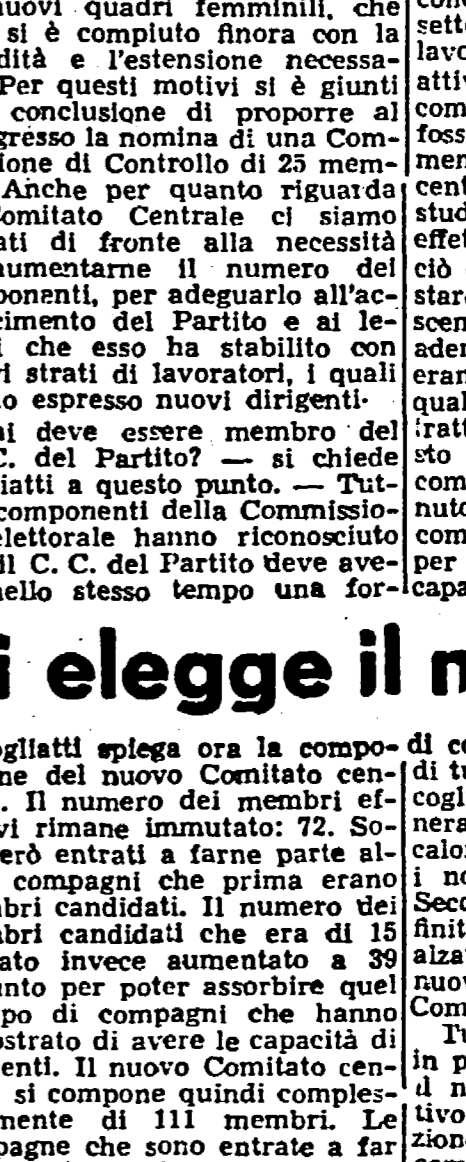 nuovi quadri femminili, che
si è compiuto finora con la
dità e l'estensione necessa-
Per questi motivi si è giunti
conclusione di proporre al
gresso la nomina di una Com-
ione di Controllo di 25 mem-
Anche per quanto riguarda
omitato Centrale ci siamo
ati di fronte alla necessità
aumentarne il numero dei
ponenti, per adeguarlo all'ac-
cimento del Partito e ai le-
i che esso ha stabilito con
ri strati di lavoratori, i quali
o espresso nuovi dirigenti.
hi deve essere membro del
C. del Partito? — si chiede
liatti a questo punto. — Tut-
componenti della Commissio-
elettorale hanno riconosciuto
il C. C. del Partito deve ave-
nello stesso tempo una for-
i elegge il n
ogliatti spiega ora la compo-
ne del nuovo Comitato cen-
. Il numero dei membri ef-
vi rimane immutato: 72. So-
erò entrati a farne parte al-
compagni che prima erano
bri candidati. Il numero dei
bri candidati che era di 15
ato invece aumentato a 39
unto per poter assorbire quel
po di compagni che hanno
ostrato di avere le capacità di
enti. Il nuovo Comitato cen-
si compone quindi comples-
mente di 111 membri. Le
pagne che sono entrate a far
sette
lavo
attiv
com
foss
men
cent
stud
effet
ciò
star
scen
ader
eran
qual
iratt
sto
com
nuto
com
per
capa
di co
di tu
cogl
nera
calo
i no
Seco
finit
alza
nuov
Com
Tu
in p
il n
tivo
zion